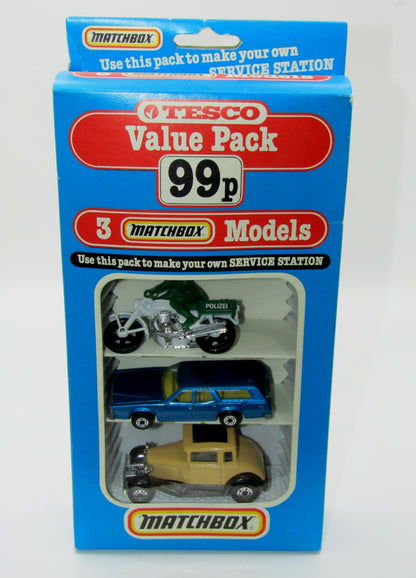 MATCHBOX
Use this pack to make your own
SERVICE STATION
TESCO
Value Pack
99p
3 MATCHBOX Models
Use this pack to make your own SERVICE STATION
POLIZEI
MATCHBOX